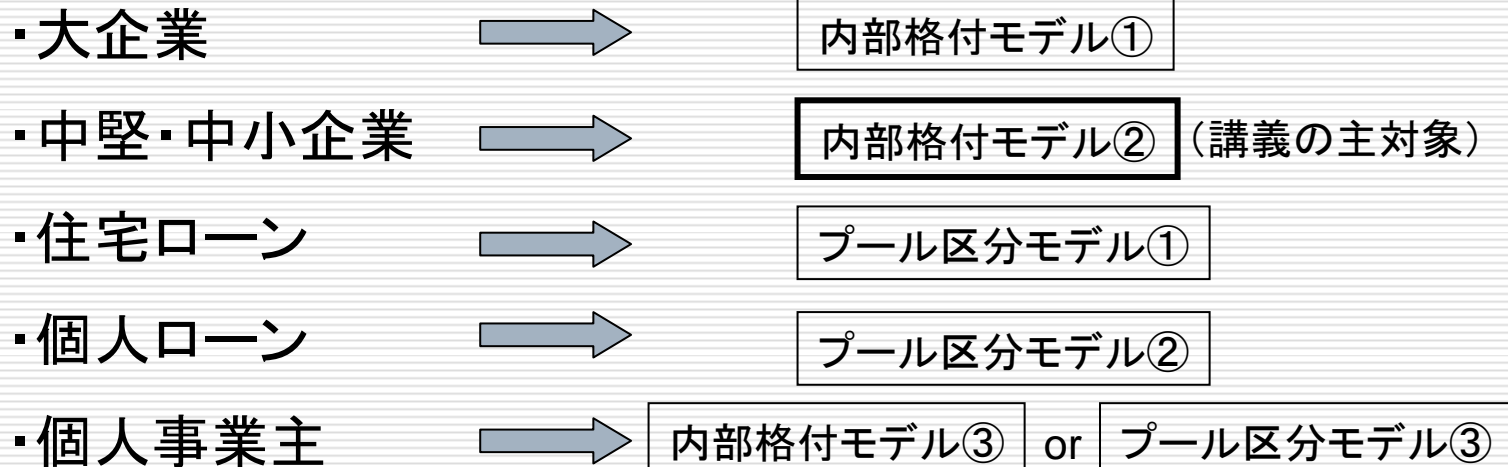 ・大企業 内部格付モデル①
・中堅・中小企業 内部格付モデル② (講義の主対象)
・住宅ローン プール区分モデル①
・個人ローン プール区分モデル②
・個人事業主 内部格付モデル③ or プール区分モデル③